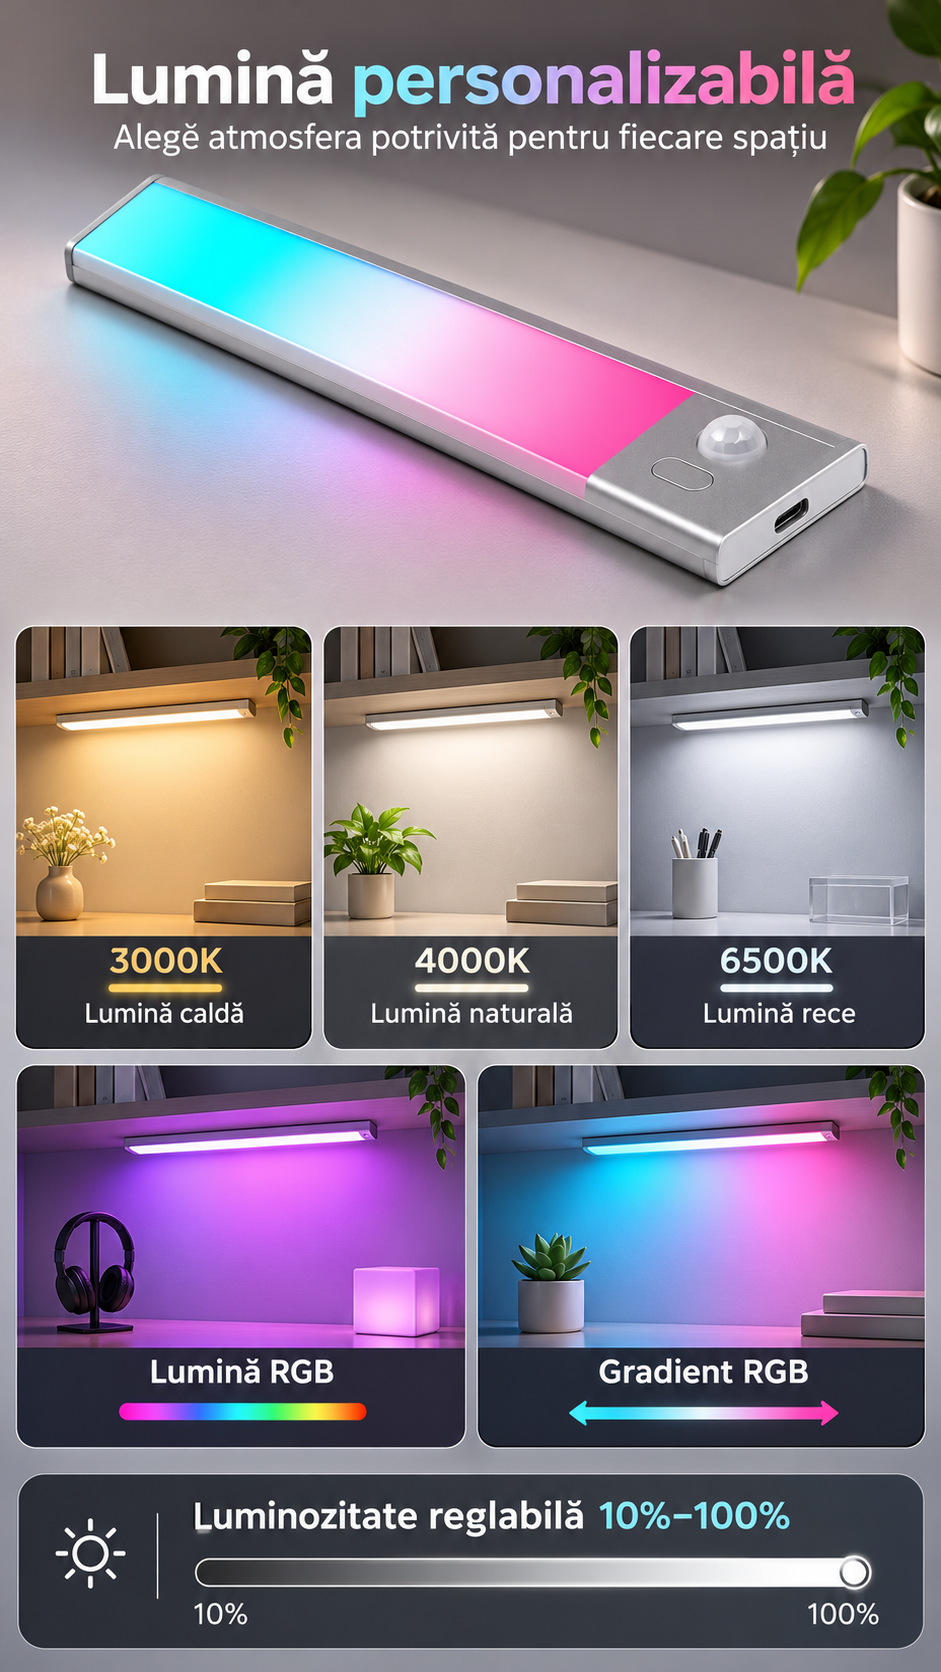 Lumină personalizabilă
Alegĕ atmosfera potrivită pentru fiecare spațiu
3000K
Lumină caldă
4000K
Lumină naturală
6500K
Lumină rece
Lumină RGB
Gradient RGB
Luminozitate reglabilă 10%–100%
10%
100%